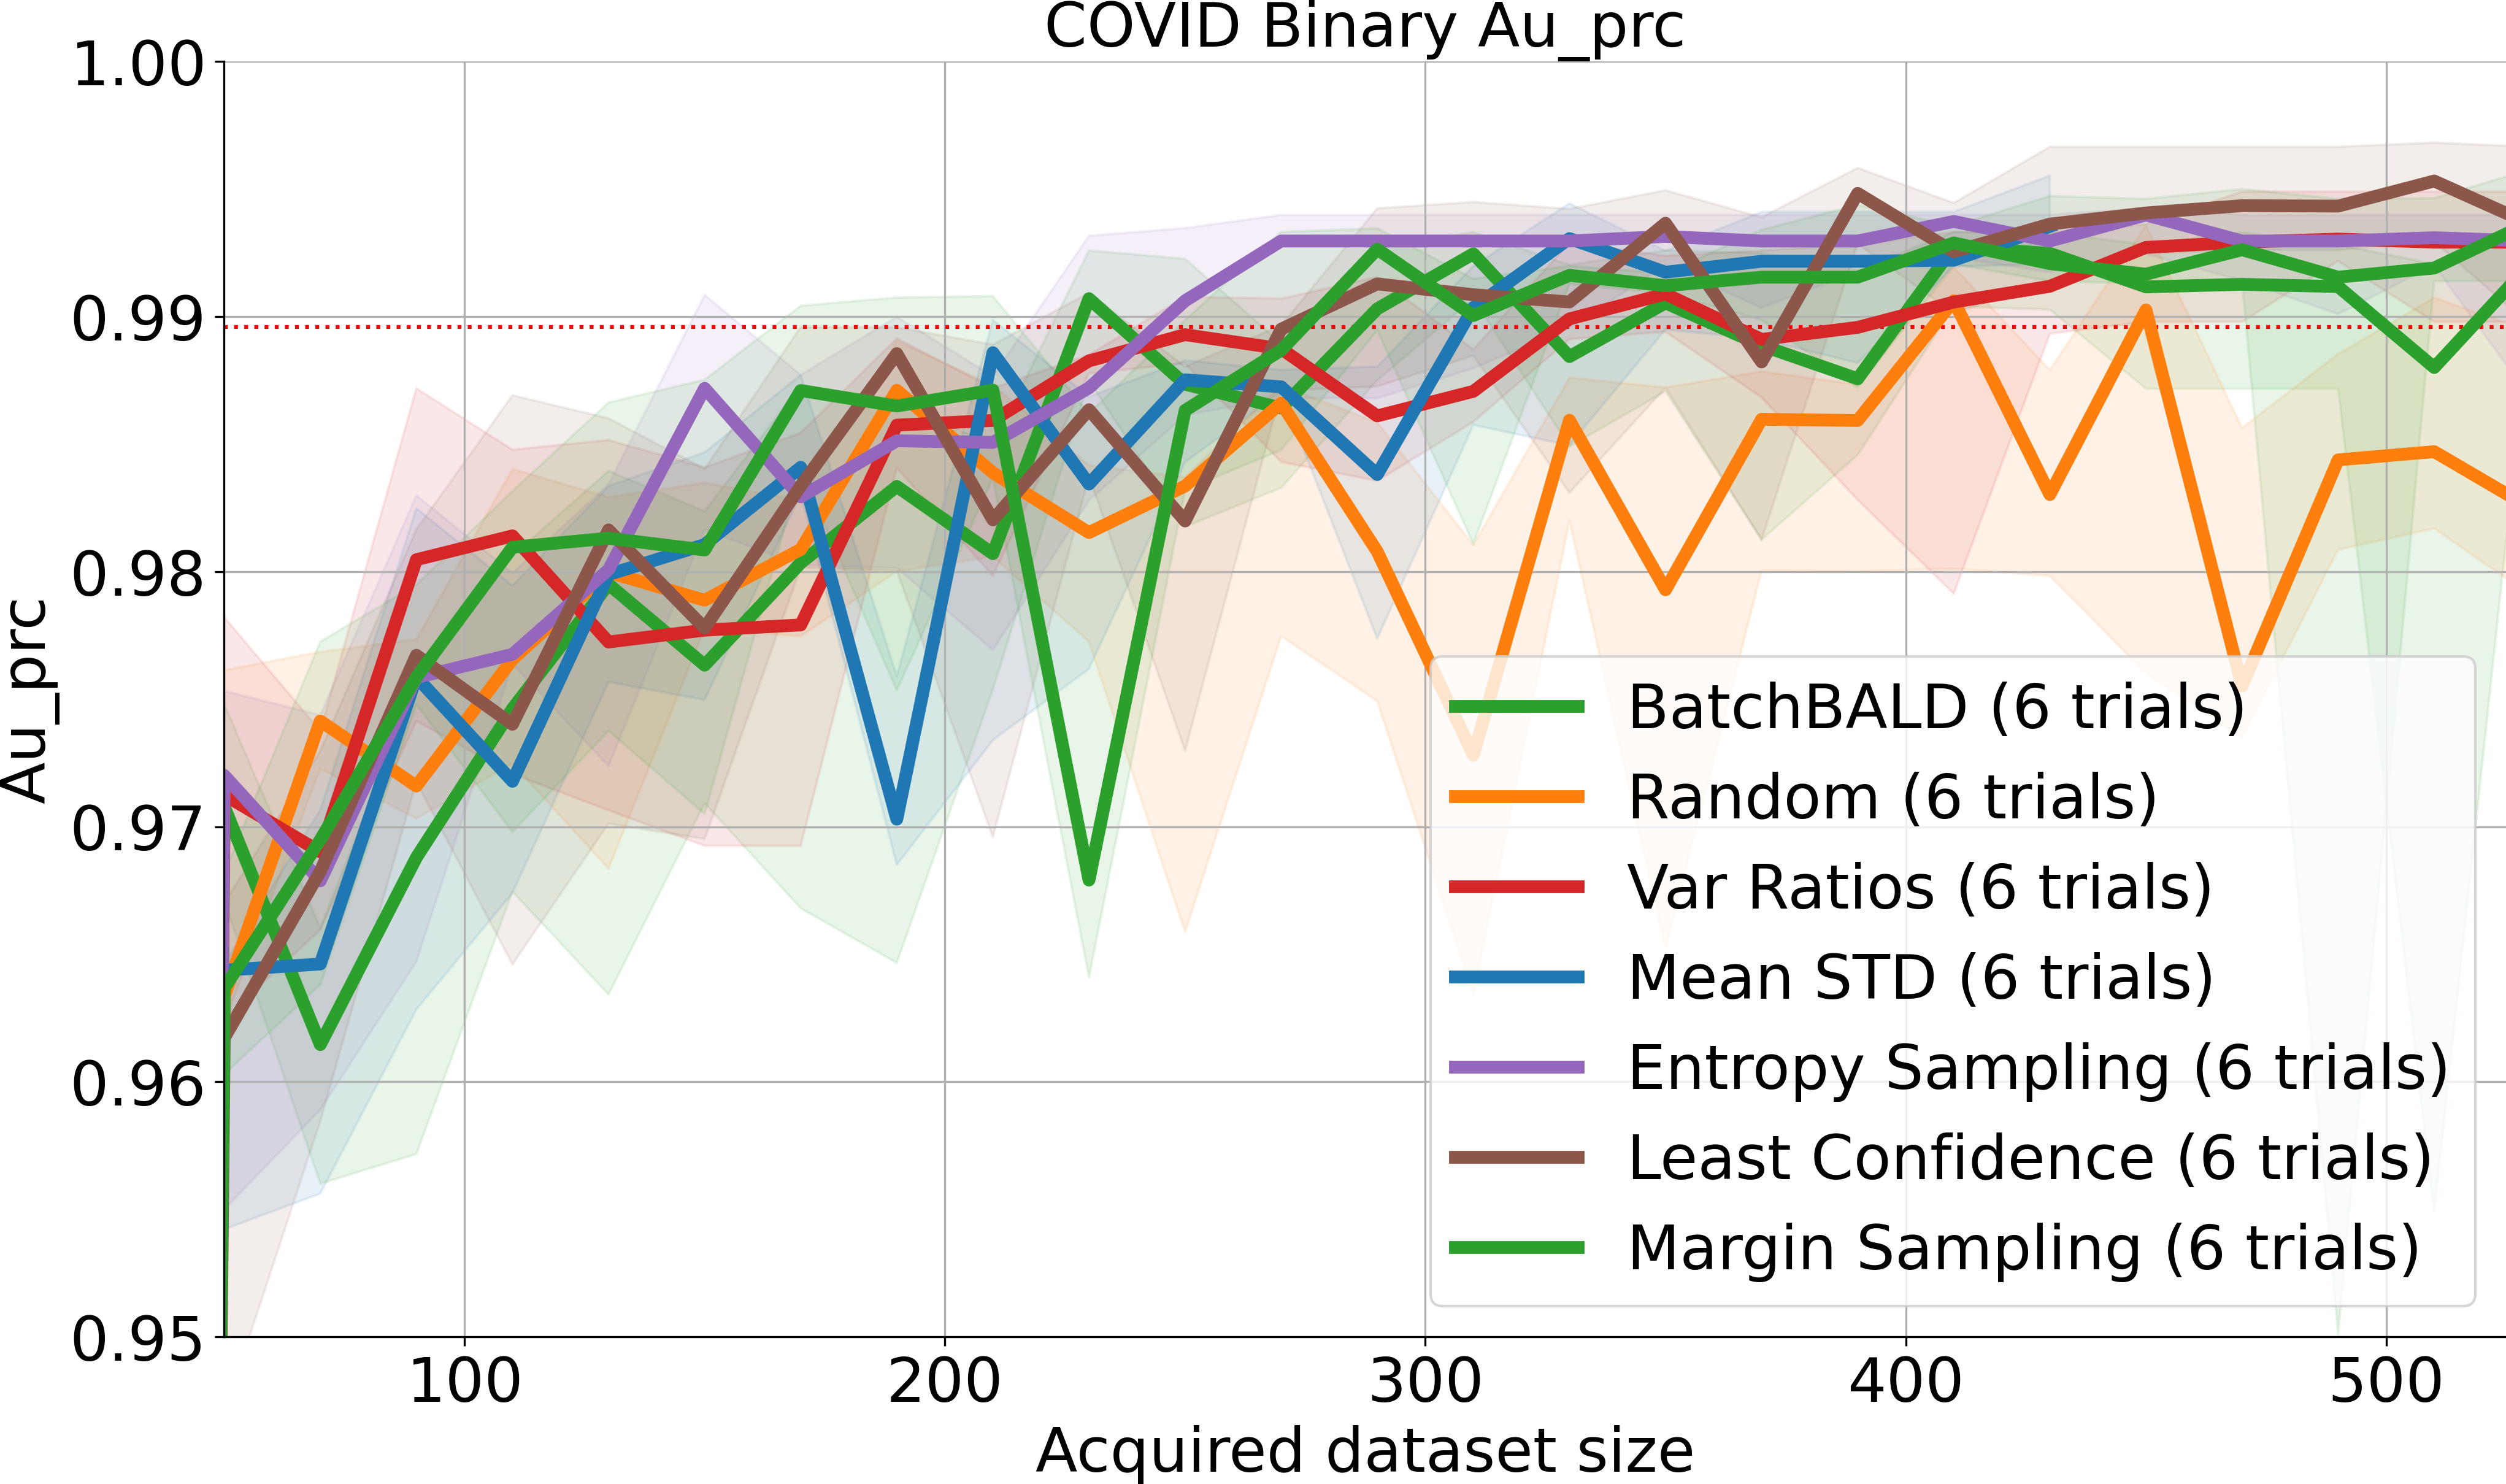 COVID Binary Au_prc
1.00
0.99
0.98
0.97
0.96
0.95
Au_prc
100
200
300
400
500
Acquired dataset size
BatchBALD (6 trials)
Random (6 trials)
Var Ratios (6 trials)
Mean STD (6 trials)
Entropy Sampling (6 trials)
Least Confidence (6 trials)
Margin Sampling (6 trials)